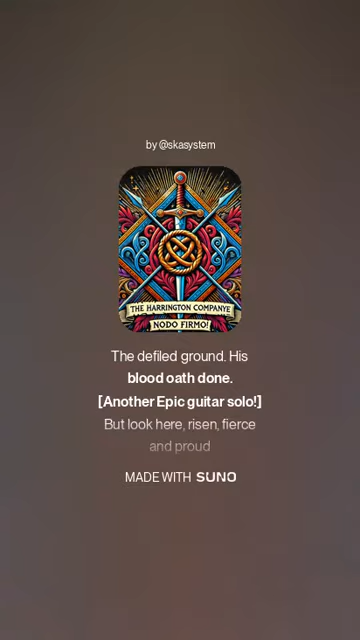 by @skasystem
THE HARRINGTON COMPANYE
NODO FIRMO!
The defiled ground. His
blood oath done.
[Another Epic guitar solo!]
But look here, risen, fierce
and proud
MADE WITH SUNO